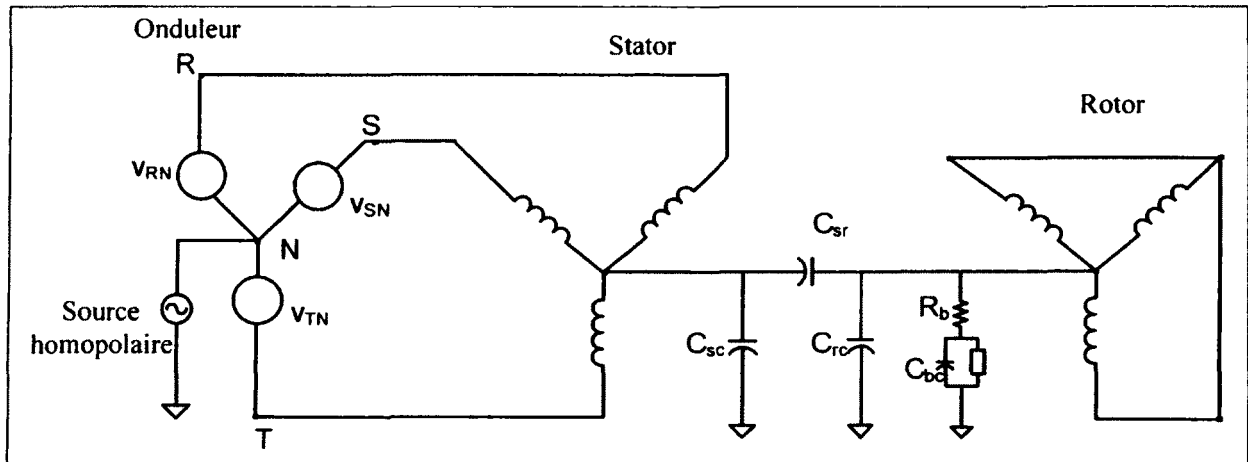 Onduleur
R
Stator
Rotor
S
V_RN
V_SN
N
C_sr
Source
homopolaire
V_TN
C_sc
C_rc
R_b
C_bc
T